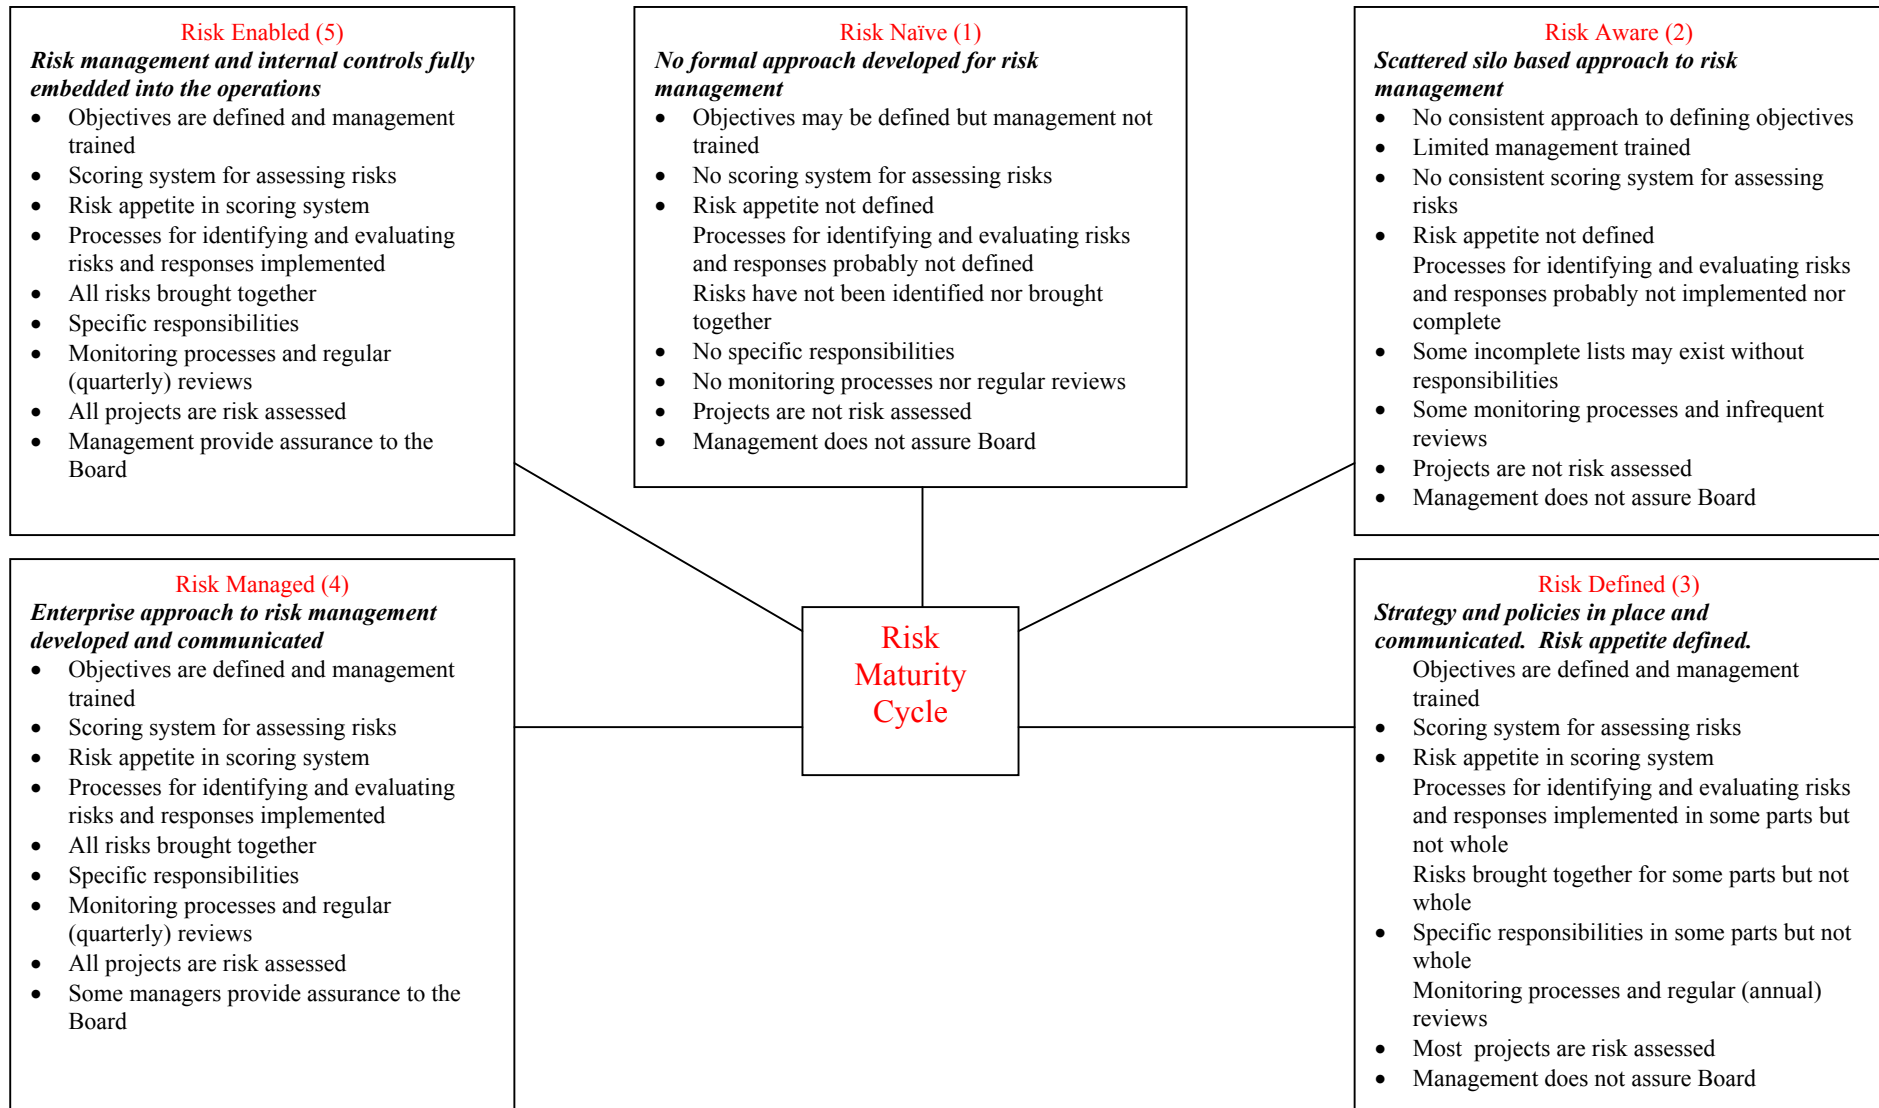 Risk Enabled (5)
Risk management and internal controls fully
embedded into the operations
• Objectives are defined and management
trained
• Scoring system for assessing risks
• Risk appetite in scoring system
• Processes for identifying and evaluating
risks and responses implemented
• All risks brought together
• Specific responsibilities
• Monitoring processes and regular
(quarterly) reviews
• All projects are risk assessed
• Management provide assurance to the
Board
Risk Naïve (1)
No formal approach developed for risk
management
• Objectives may be defined but management not
trained
• No scoring system for assessing risks
• Risk appetite not defined
Processes for identifying and evaluating risks
and responses probably not defined
Risks have not been identified nor brought
together
• No specific responsibilities
• No monitoring processes nor regular reviews
• Projects are not risk assessed
• Management does not assure Board
Risk Aware (2)
Scattered silo based approach to risk
management
• No consistent approach to defining objectives
• Limited management trained
• No consistent scoring system for assessing
risks
• Risk appetite not defined
Processes for identifying and evaluating risks
and responses probably not implemented nor
complete
• Some incomplete lists may exist without
responsibilities
• Some monitoring processes and infrequent
reviews
• Projects are not risk assessed
• Management does not assure Board
Risk Managed (4)
Enterprise approach to risk management
developed and communicated
• Objectives are defined and management
trained
• Scoring system for assessing risks
• Risk appetite in scoring system
• Processes for identifying and evaluating
risks and responses implemented
• All risks brought together
• Specific responsibilities
• Monitoring processes and regular
(quarterly) reviews
• All projects are risk assessed
• Some managers provide assurance to the
Board
Risk
Maturity
Cycle
Risk Defined (3)
Strategy and policies in place and
communicated.  Risk appetite defined.
Objectives are defined and management
trained
• Scoring system for assessing risks
• Risk appetite in scoring system
Processes for identifying and evaluating risks
and responses implemented in some parts but
not whole
Risks brought together for some parts but not
whole
• Specific responsibilities in some parts but not
whole
Monitoring processes and regular (annual)
reviews
• Most  projects are risk assessed
• Management does not assure Board